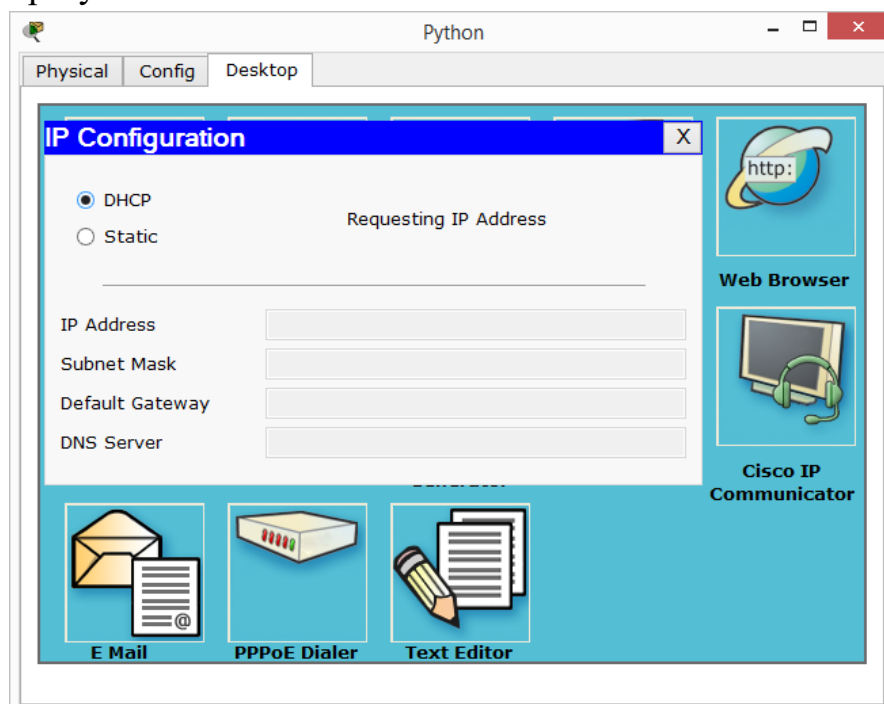 Python
Physical Config Desktop
IP Configuration X
DHCP
Static
Requesting IP Address
IP Address
Subnet Mask
Default Gateway
DNS Server
http:
Web Browser
Cisco IP
Communicator
@
E Mail PPPoE Dialer Text Editor